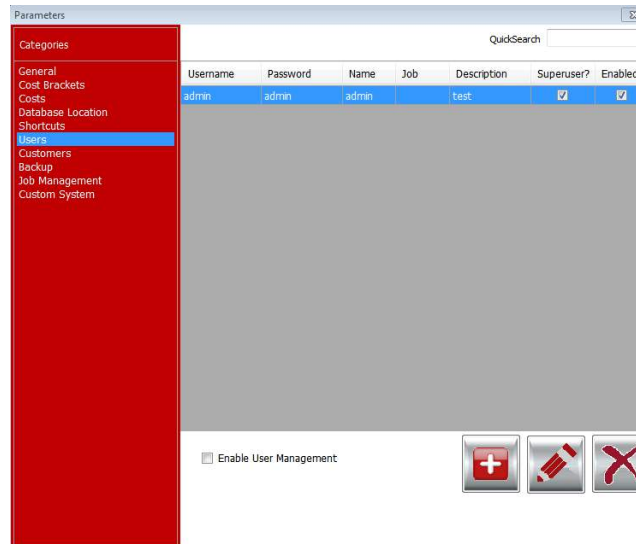 Parameters
Categories
QuickSearch
General
Cost Brackets
Costs
Database Location
Shortcuts
Users
Customers
Backup
Job Management
Custom System
Username Password Name Job Description Superuser? Enabled
admin admin admin test
Enable User Management